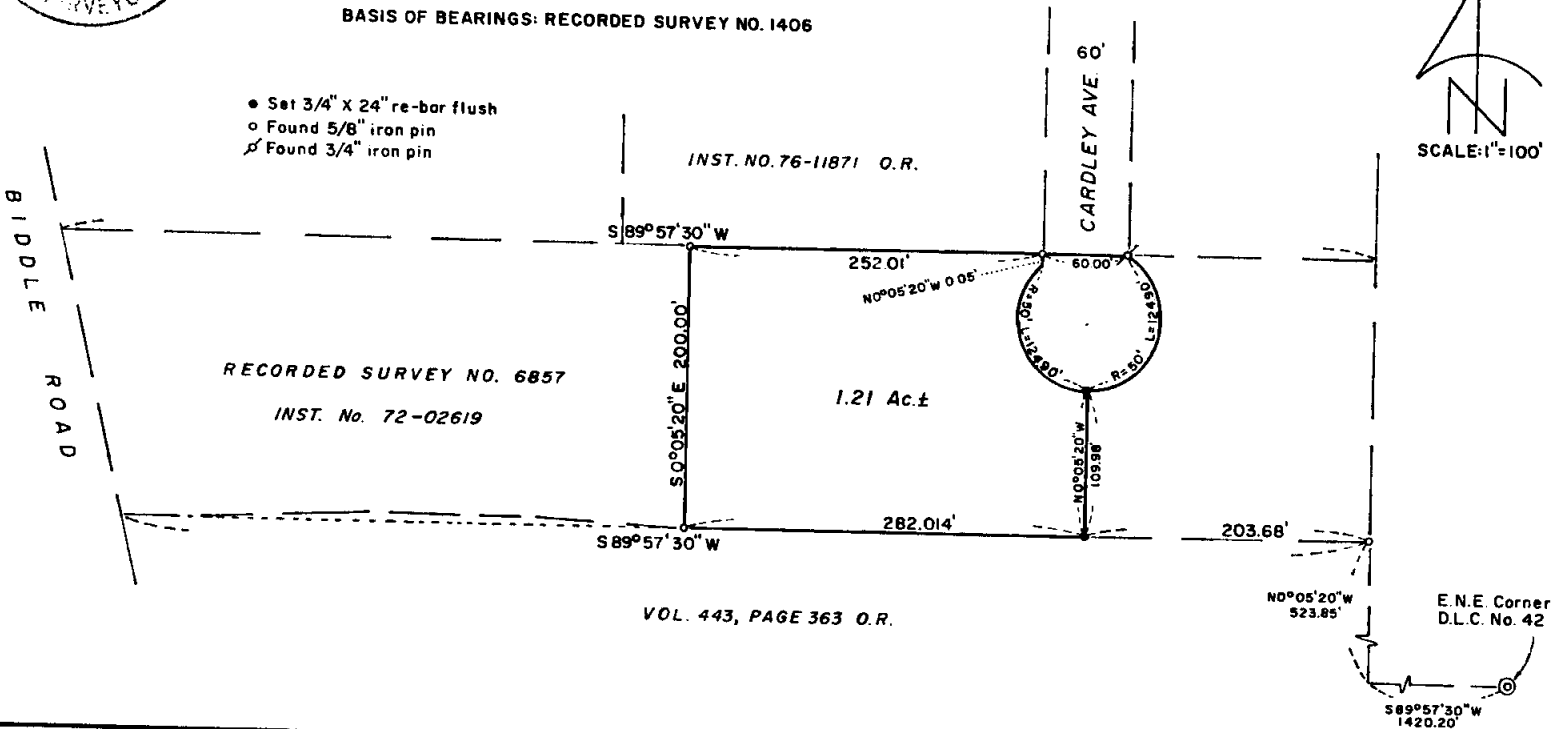 BASIS OF BEARINGS: RECORDED SURVEY NO. 1406
● Set 3/4" X 24" re-bar flush
○ Found 5/8" iron pin
Found 3/4" iron pin
N
SCALE: 1"=100'
60'
CARDLEY AVE.
INST. NO. 76-11871 O.R.
BIDDLE ROAD
S 89° 57' 30" W
252.01'
60.00'
N0°05'20"W 0.05'
R=50' L=124.90'
R=50' L=124.90'
S 0°05'20" E 200.00'
RECORDED SURVEY NO. 6857
INST. No. 72-02619
1.21 Ac.±
N0°05'20"W
109.98'
S 89° 57' 30" W
282.014'
203.68'
VOL. 443, PAGE 363 O.R.
N0°05'20"W
523.85'
E.N.E. Corner
D.L.C. No. 42
S89°57'30"W
1420.20'